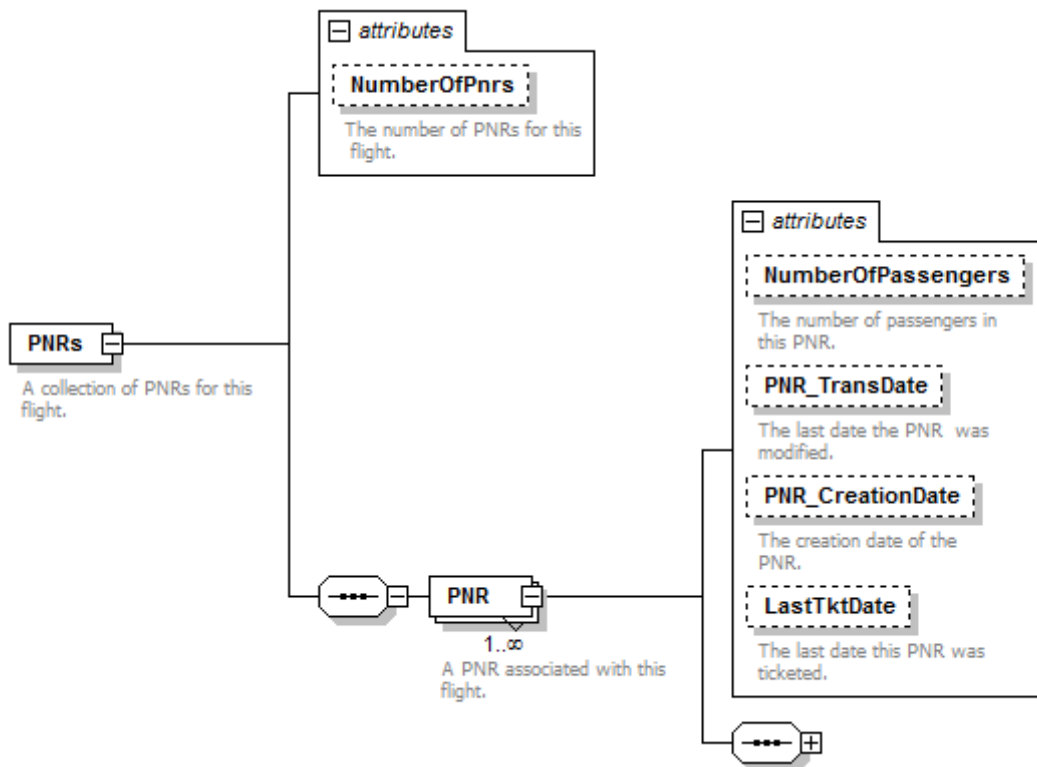 attributes
NumberOfPnrs
The number of PNRs for this
flight.
PNRs
A collection of PNRs for this
flight.
PNR
1..∞
A PNR associated with this
flight.
attributes
NumberOfPassengers
The number of passengers in
this PNR.
PNR_TransDate
The last date the PNR  was
modified.
PNR_CreationDate
The creation date of the
PNR.
LastTktDate
The last date this PNR was
ticketed.